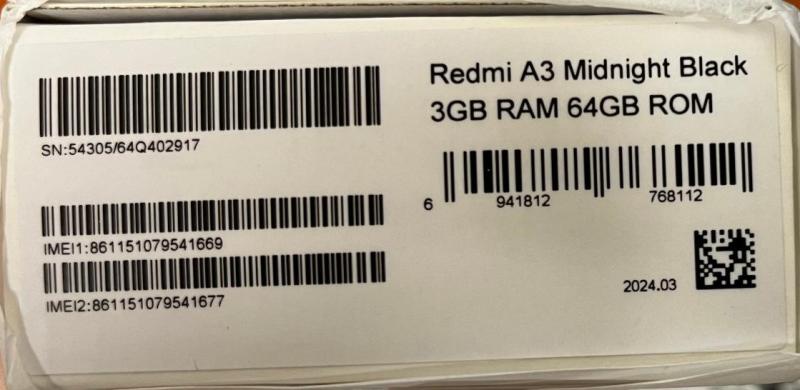 Redmi A3 Midnight Black
3GB RAM 64GB ROM
SN:54305/64Q402917
6 941812 768112
IMEI1:861151079541669
IMEI2:861151079541677
2024.03